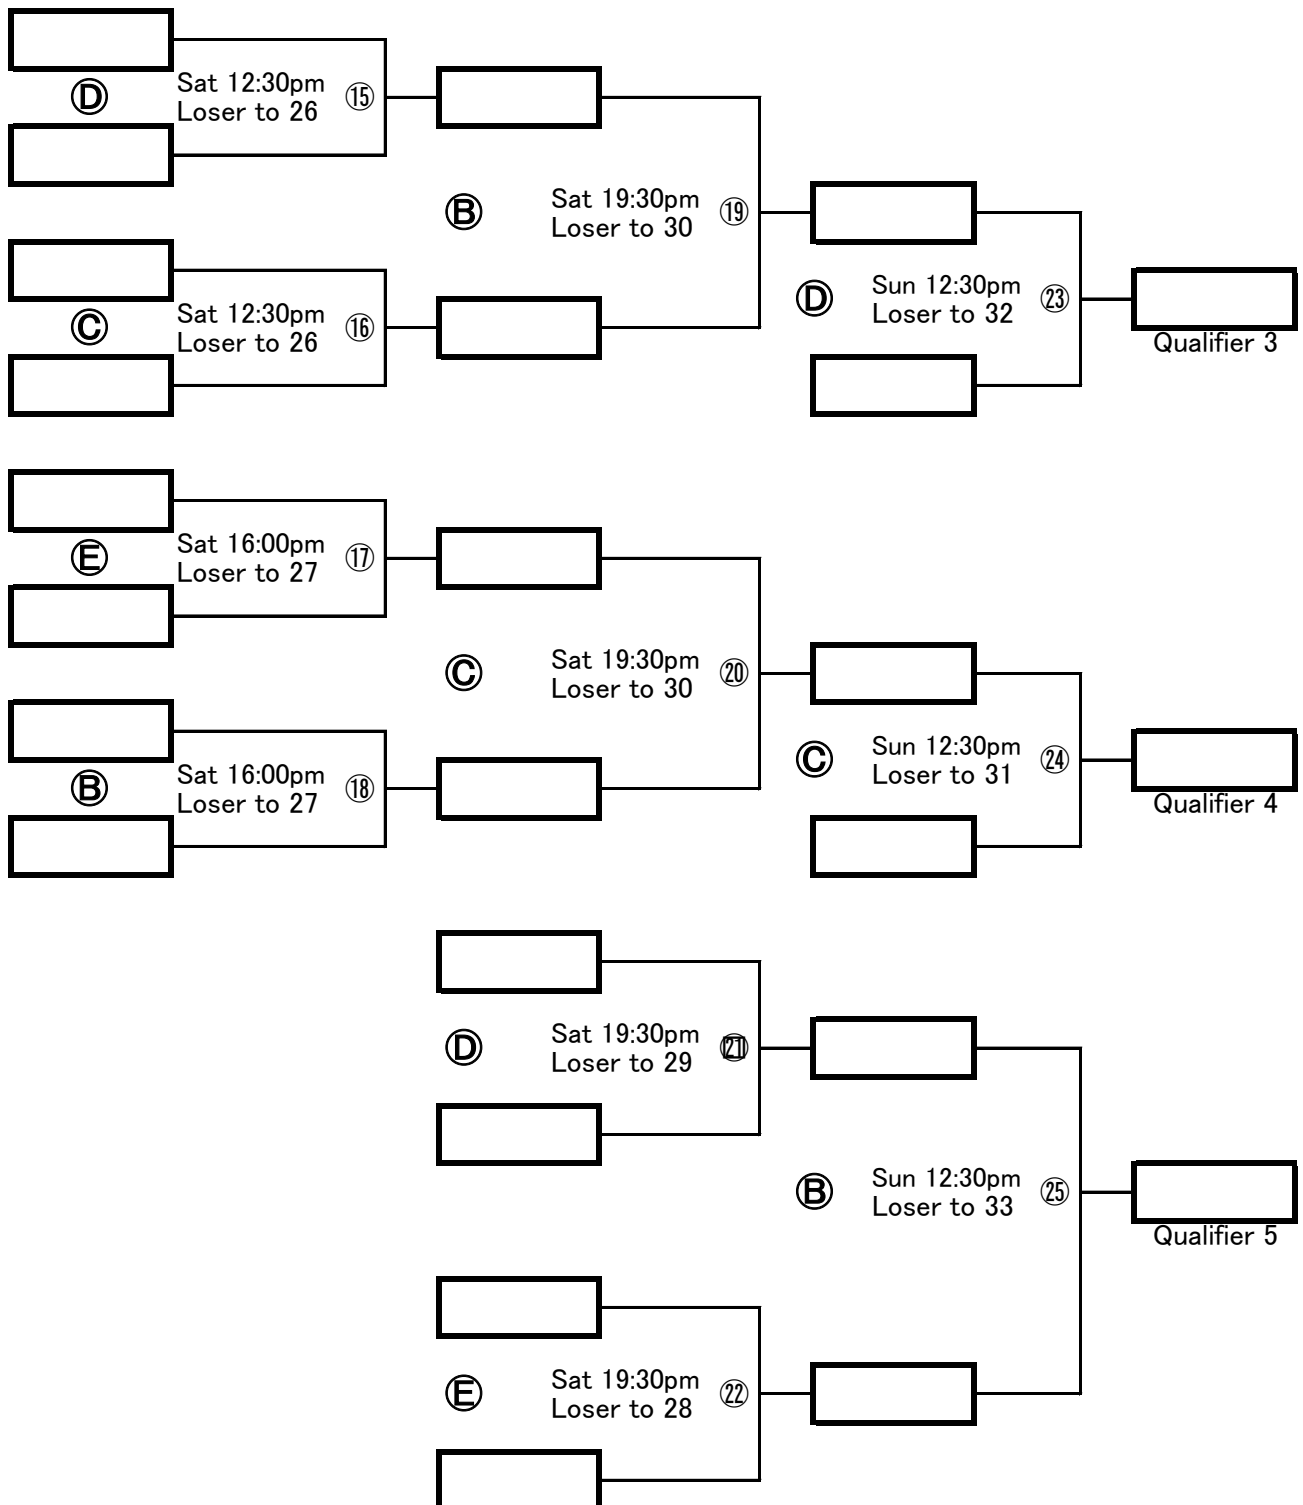 Sat 12:30pm
Ⓓ Loser to 26 ⑮
Sat 19:30pm
Ⓑ Loser to 30 ⑲
Sat 12:30pm
Ⓒ Loser to 26 ⑯
Sun 12:30pm
Ⓓ Loser to 32 ㉓
Qualifier 3
Sat 16:00pm
Ⓔ Loser to 27 ⑰
Sat 19:30pm
Ⓒ Loser to 30 ⑳
Sat 16:00pm
Ⓑ Loser to 27 ⑱
Sun 12:30pm
Ⓒ Loser to 31 ㉔
Qualifier 4
Sat 19:30pm
Ⓓ Loser to 29 ㉑
Sun 12:30pm
Ⓑ Loser to 33 ㉕
Qualifier 5
Sat 19:30pm
Ⓔ Loser to 28 ㉒